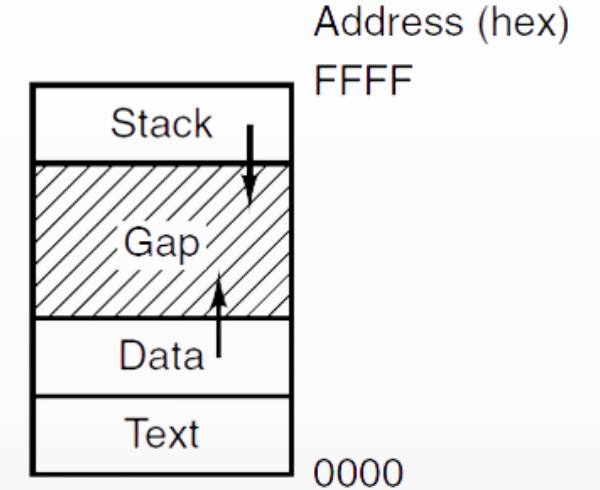 Address (hex)
FFFF
Stack
Gap
Data
Text
0000